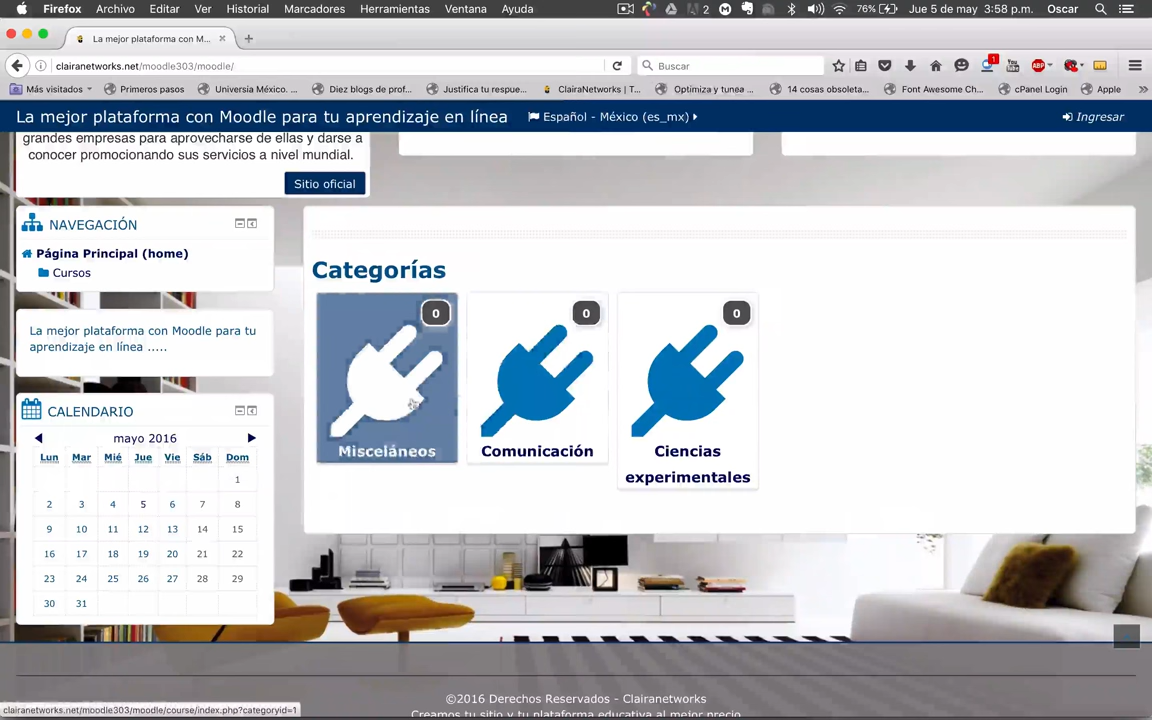 Firefox Archivo Editar Ver Historial Marcadores Herramientas Ventana Ayuda 2 76% Jue 5 de may 3:58 p.m. Oscar
La mejor plataforma con M...
clairanetworks.net/moodle303/moodle/ Buscar 1 You Tube ABP
Más visitados Primeros pasos Universia México. ... Diez blogs de prof... Justifica tu respue... ClairaNetworks | T... Optimiza y tunea ... 14 cosas obsoleta... Font Awesome Ch... cPanel Login Apple
La mejor plataforma con Moodle para tu aprendizaje en línea Español - México (es_mx) Ingresar
grandes empresas para aprovecharse de ellas y darse a
conocer promocionando sus servicios a nivel mundial.
Sitio oficial
NAVEGACIÓN
Página Principal (home)
Cursos
La mejor plataforma con Moodle para tu
aprendizaje en línea .....
CALENDARIO
mayo 2016
Lun Mar Mié Jue Vie Sáb Dom
1
2 3 4 5 6 7 8
9 10 11 12 13 14 15
16 17 18 19 20 21 22
23 24 25 26 27 28 29
30 31
Categorías
0 0 0
Misceláneos Comunicación Ciencias
experimentales
©2016 Derechos Reservados - Clairanetworks
Creamos tu sitio y tu plataforma educativa al mejor precio
clairanetworks.net/moodle303/moodle/course/index.php?categoryid=1